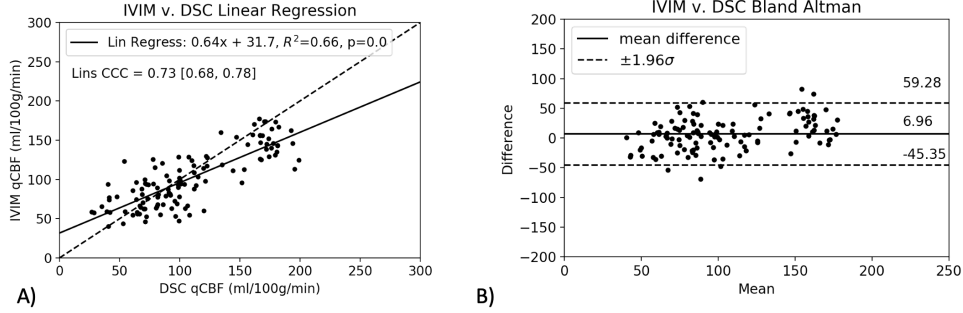 IVIM v. DSC Linear Regression
Lin Regress: 0.64x + 31.7, R²=0.66, p=0.0
Lins CCC = 0.73 [0.68, 0.78]
300
250
200
150
100
50
0
IVIM qCBF (ml/100g/min)
0 50 100 150 200 250 300
DSC qCBF (ml/100g/min)
A)
IVIM v. DSC Bland Altman
mean difference
±1.96σ
200
150
100
50
0
−50
−100
−150
−200
Difference
59.28
6.96
-45.35
0 50 100 150 200 250
Mean
B)